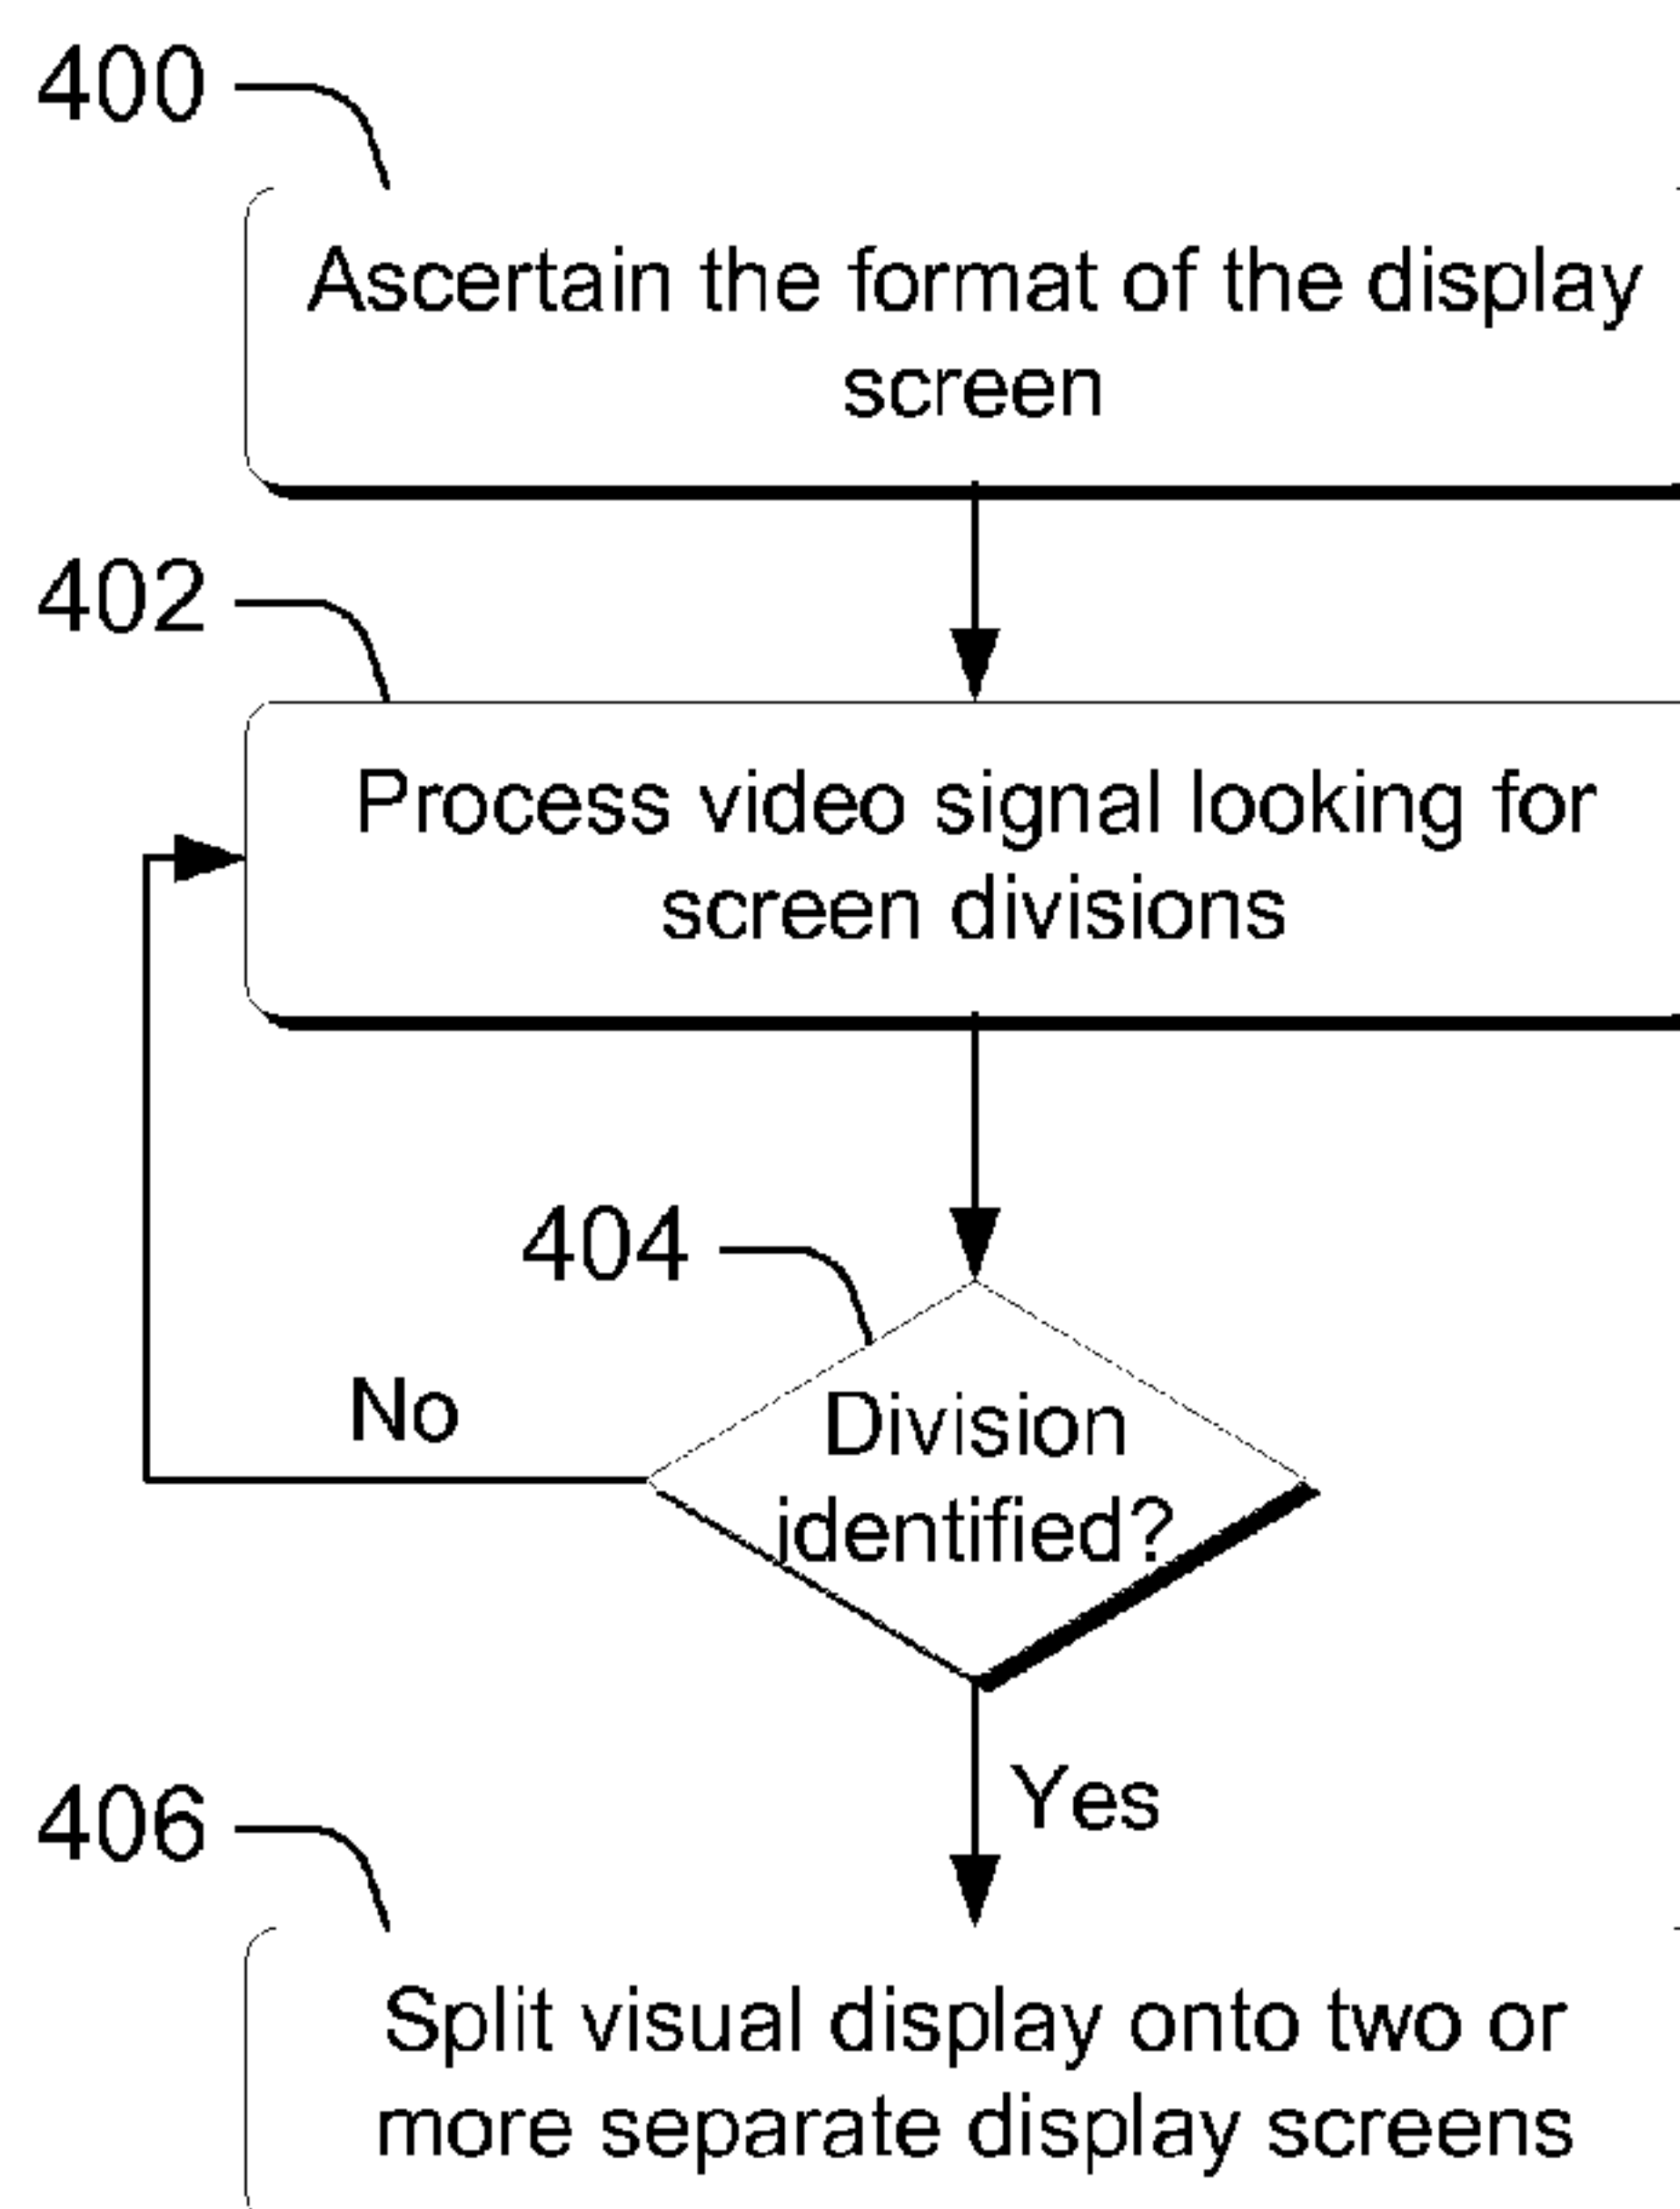 400
Ascertain the format of the display
screen
402
Process video signal looking for
screen divisions
404
No
Division
identified?
Yes
406
Split visual display onto two or
more separate display screens